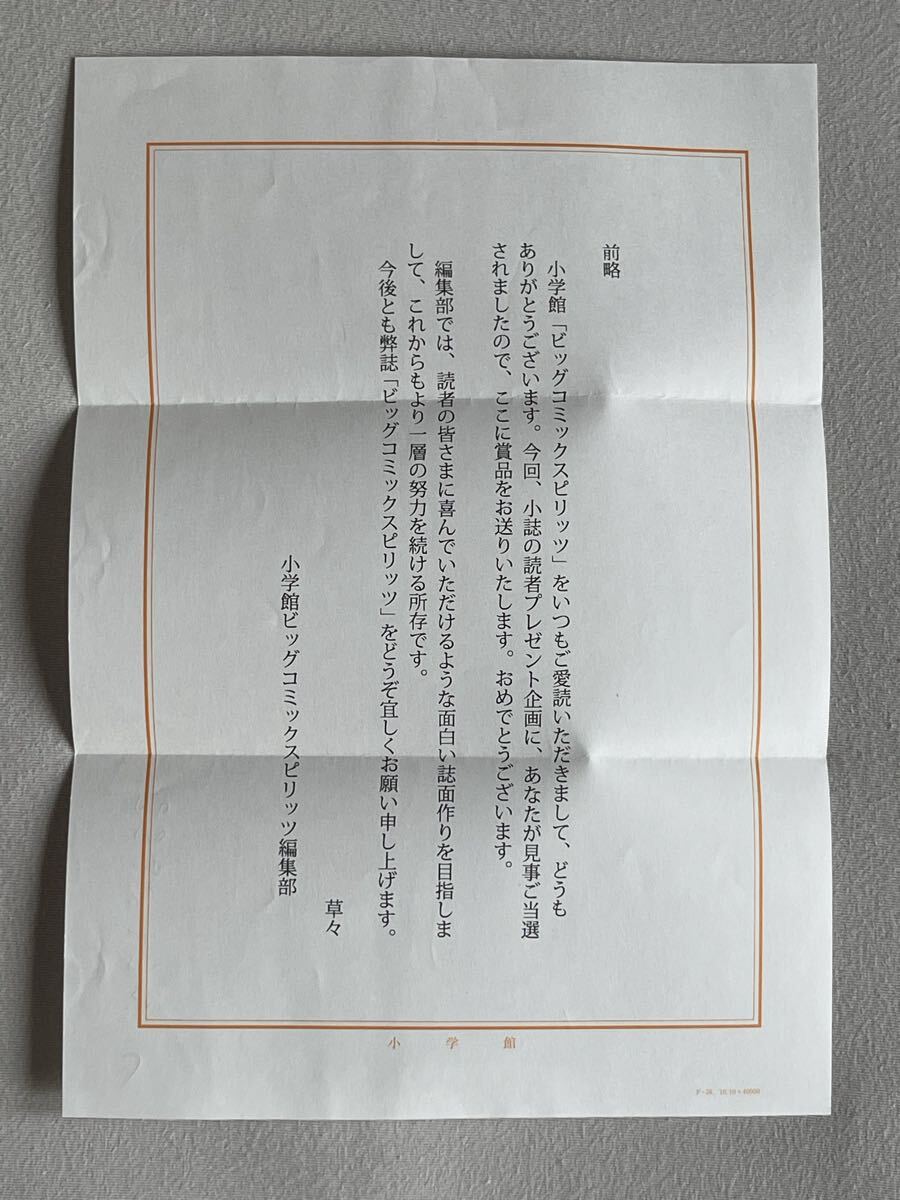 前略
小学館「ビッグコミックスピリッツ」をいつもご愛読いただきまして、どうも
ありがとうございます。今回、小誌の読者プレゼント企画に、あなたが見事ご当選
されましたので、ここに賞品をお送りいたします。おめでとうございます。
編集部では、読者の皆さまに喜んでいただけるような面白い誌面作りを目指しま
して、これからもより一層の努力を続ける所存です。
今後とも弊誌「ビッグコミックスピリッツ」をどうぞ宜しくお願い申し上げます。
草々
小学館ビッグコミックスピリッツ編集部
小学館